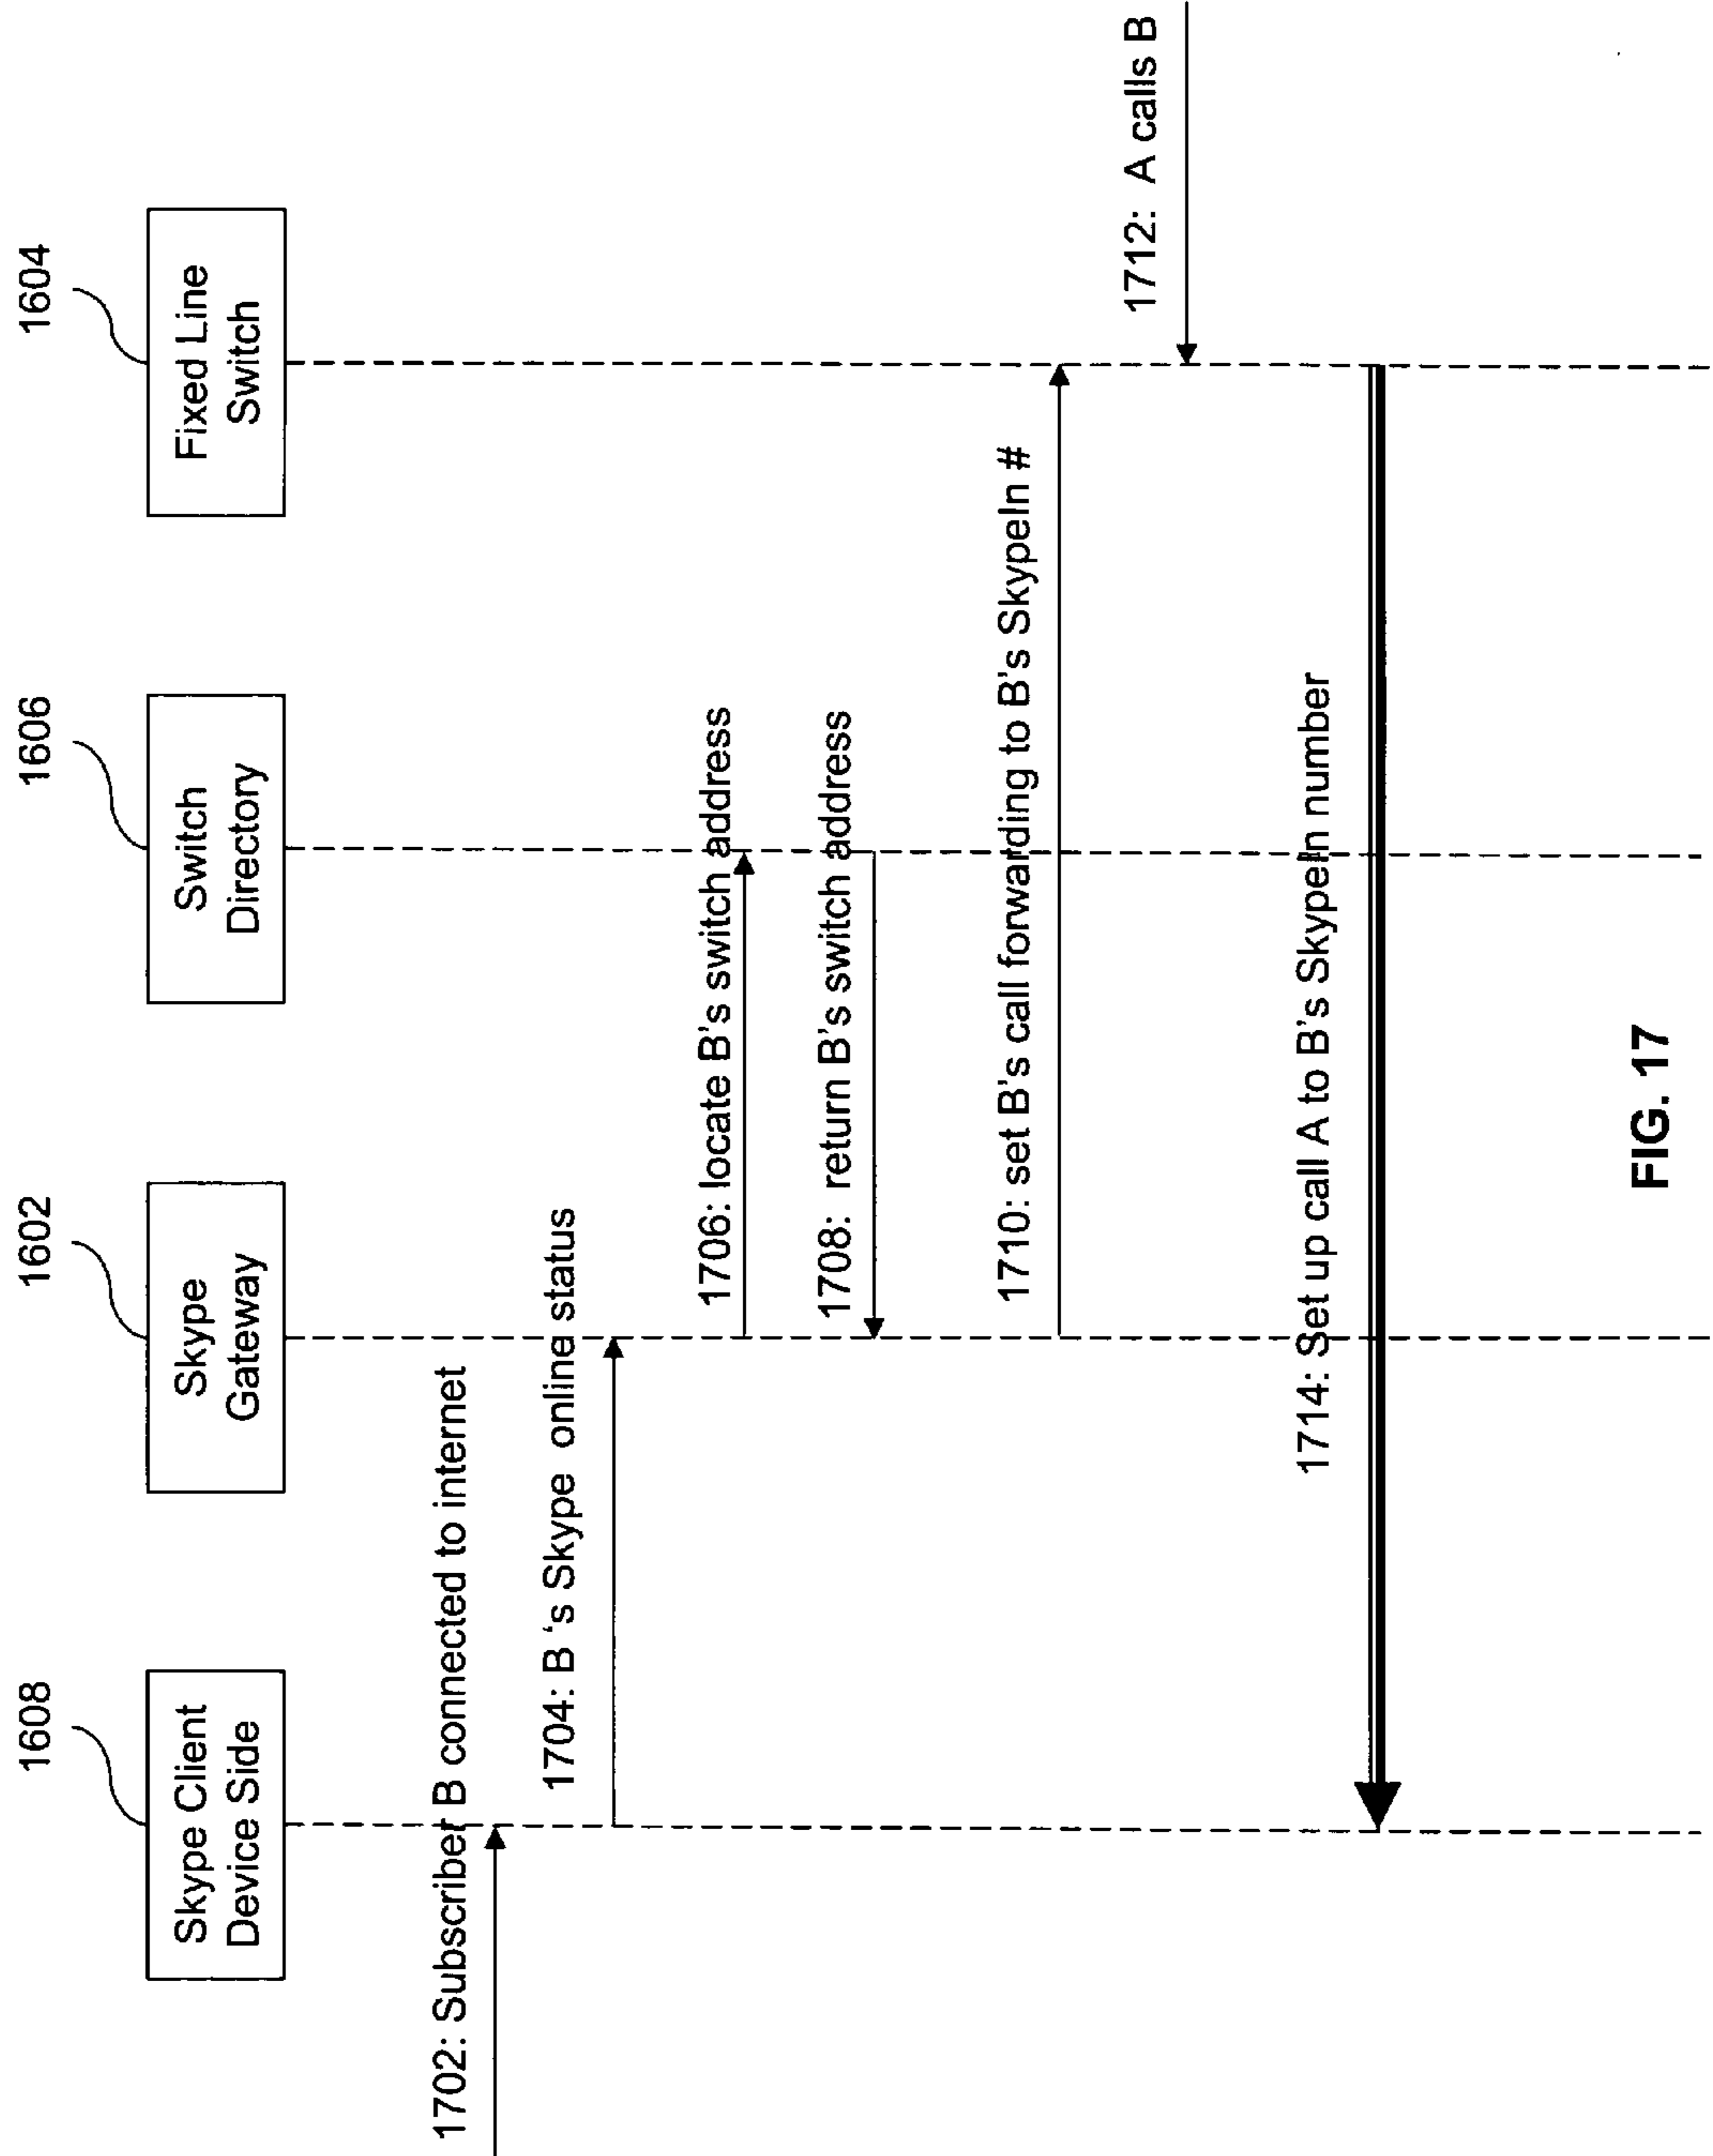 1608
1602
1606
1604
Skype Client
Device Side
Skype
Gateway
Switch
Directory
Fixed Line
Switch
1702: Subscriber B connected to internet
1704: B 's Skype online status
1706: locate B's switch address
1708: return B's switch address
1710: set B's call forwarding to B's SkypeIn #
1712: A calls B
1714: Set up call A to B's SkypeIn number
FIG. 17